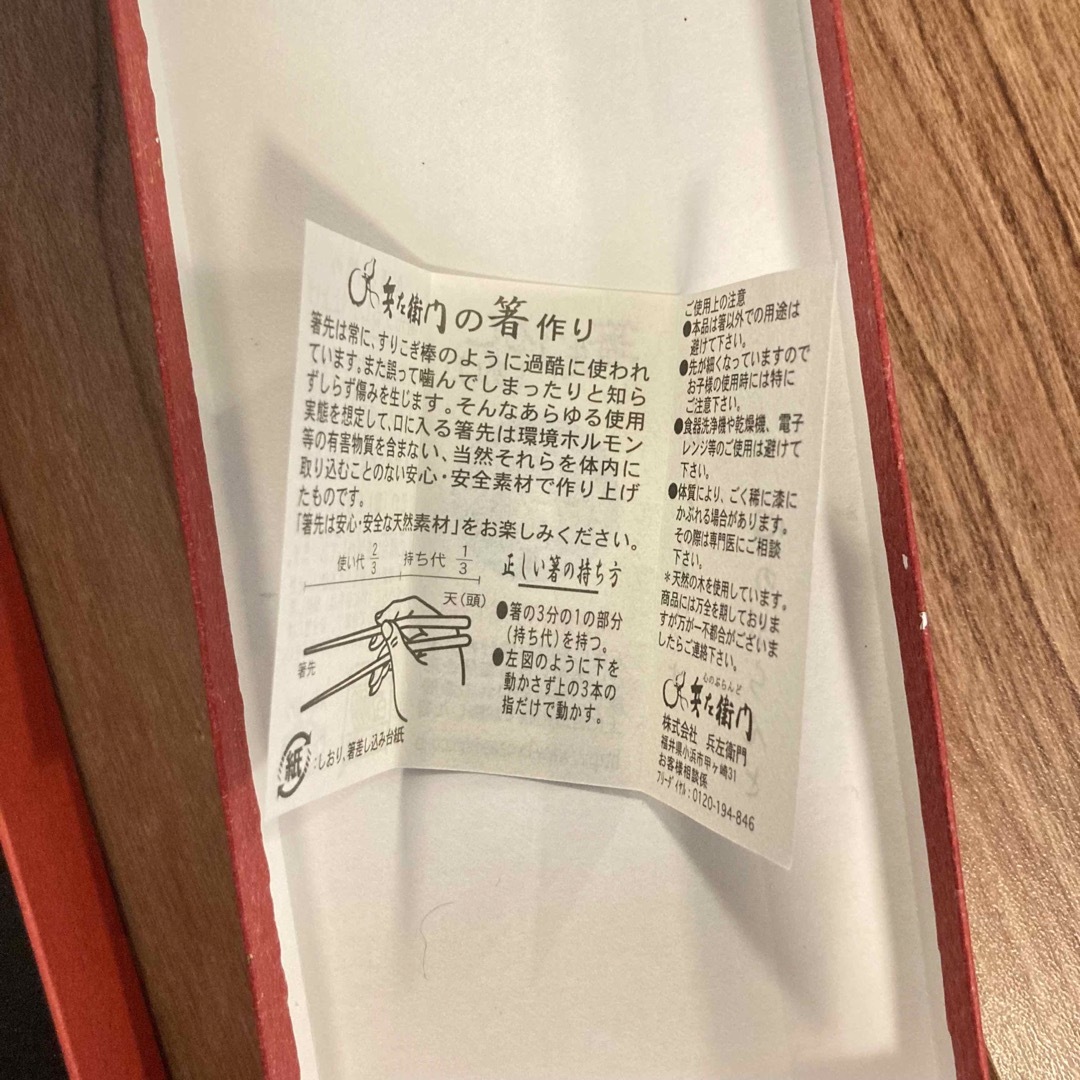 兵左衛門の箸作り
箸先は常に、すりこぎ棒のように過酷に使われ
ています。また誤って噛んでしまったりと知ら
ずしらず傷みを生じます。そんなあらゆる使用
実態を想定して、口に入る箸先は環境ホルモン
等の有害物質を含まない、当然それらを体内に
取り込むことのない安心・安全素材で作り上げ
たものです。
「箸先は安心・安全な天然素材」をお楽しみください。
使い代 2/3 持ち代 1/3
天(頭)
箸先
紙:しおり、箸差し込み台紙
正しい箸の持ち方
●箸の3分の1の部分
(持ち代)を持つ。
●左図のように下を
動かさず上の3本の
指だけで動かす。
ご使用上の注意
●本品は箸以外での用途は
避けて下さい。
●先が細くなっていますので
お子様の使用時には特に
ご注意下さい。
●食器洗浄機や乾燥機、電子
レンジ等のご使用は避けて
下さい。
●体質により、ごく稀に漆に
かぶれる場合があります。
その際は専門医にご相談
下さい。
*天然の木を使用しています。
商品には万全を期しておりま
すが万が一不都合がございま
したらご連絡下さい。
心のぶらんど
兵左衛門
株式会社 兵左衛門
福井県小浜市甲ヶ崎31
お客様相談係
フリーダイヤル:0120-194-846